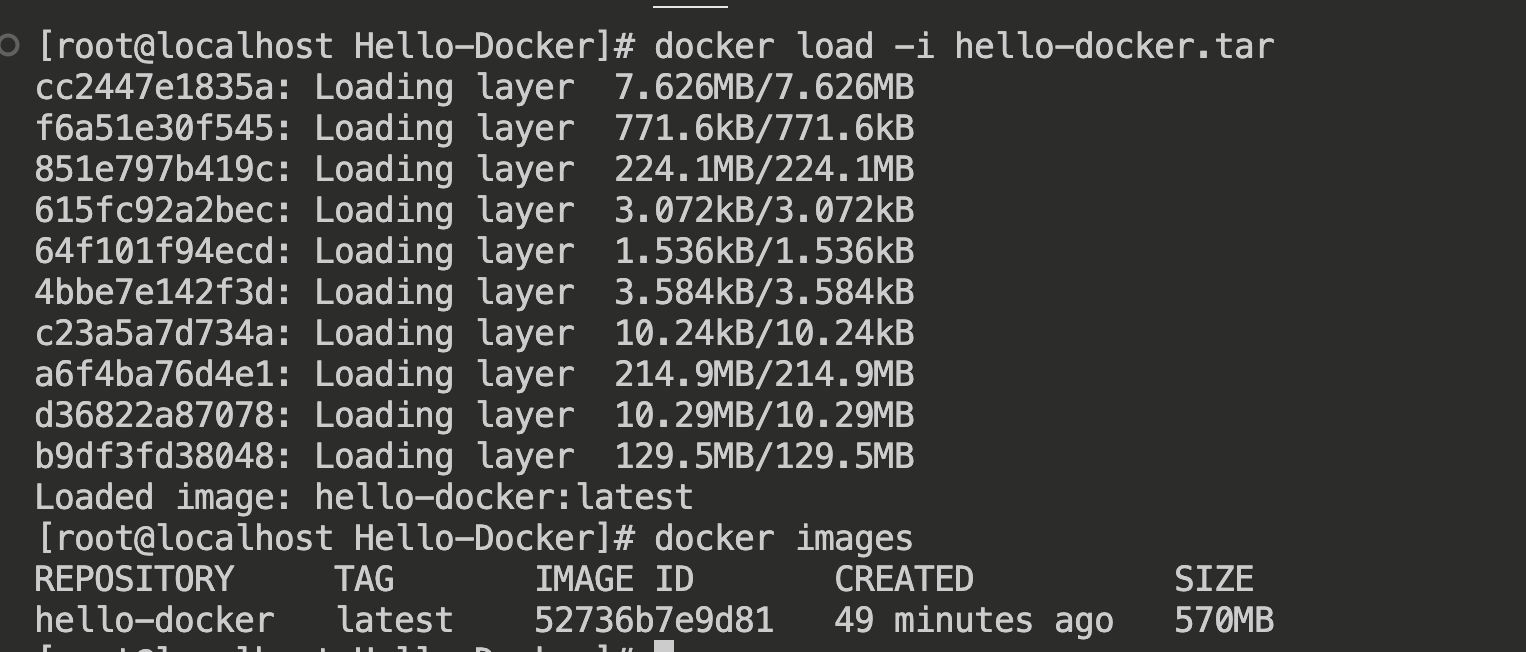 [root@localhost Hello-Docker]# docker load -i hello-docker.tar
cc2447e1835a: Loading layer  7.626MB/7.626MB
f6a51e30f545: Loading layer  771.6kB/771.6kB
851e797b419c: Loading layer  224.1MB/224.1MB
615fc92a2bec: Loading layer  3.072kB/3.072kB
64f101f94ecd: Loading layer  1.536kB/1.536kB
4bbe7e142f3d: Loading layer  3.584kB/3.584kB
c23a5a7d734a: Loading layer  10.24kB/10.24kB
a6f4ba76d4e1: Loading layer  214.9MB/214.9MB
d36822a87078: Loading layer  10.29MB/10.29MB
b9df3fd38048: Loading layer  129.5MB/129.5MB
Loaded image: hello-docker:latest
[root@localhost Hello-Docker]# docker images
REPOSITORY     TAG       IMAGE ID       CREATED          SIZE
hello-docker   latest    52736b7e9d81   49 minutes ago   570MB
[root@localhost Hello-Docker]#